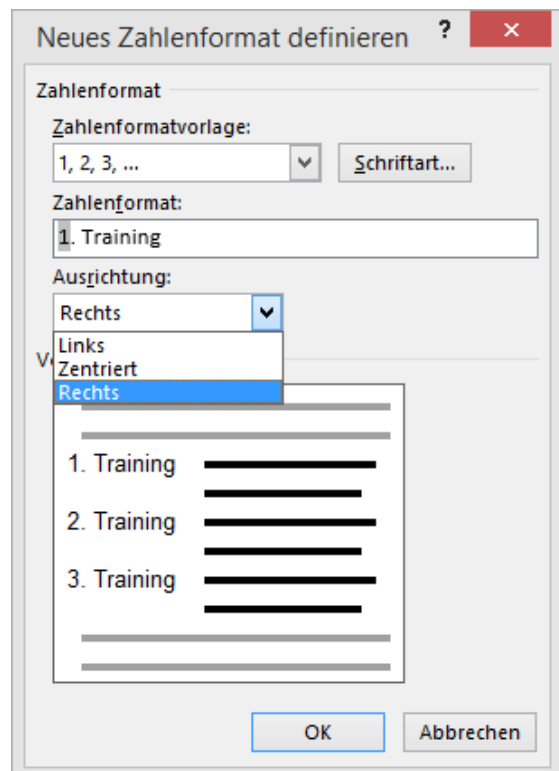 Neues Zahlenformat definieren ? ×
Zahlenformat
Zahlenformatvorlage:
1, 2, 3, ... Schriftart...
Zahlenformat:
1. Training
Ausrichtung:
Rechts
Links
Zentriert
Rechts
1. Training
2. Training
3. Training
OK Abbrechen